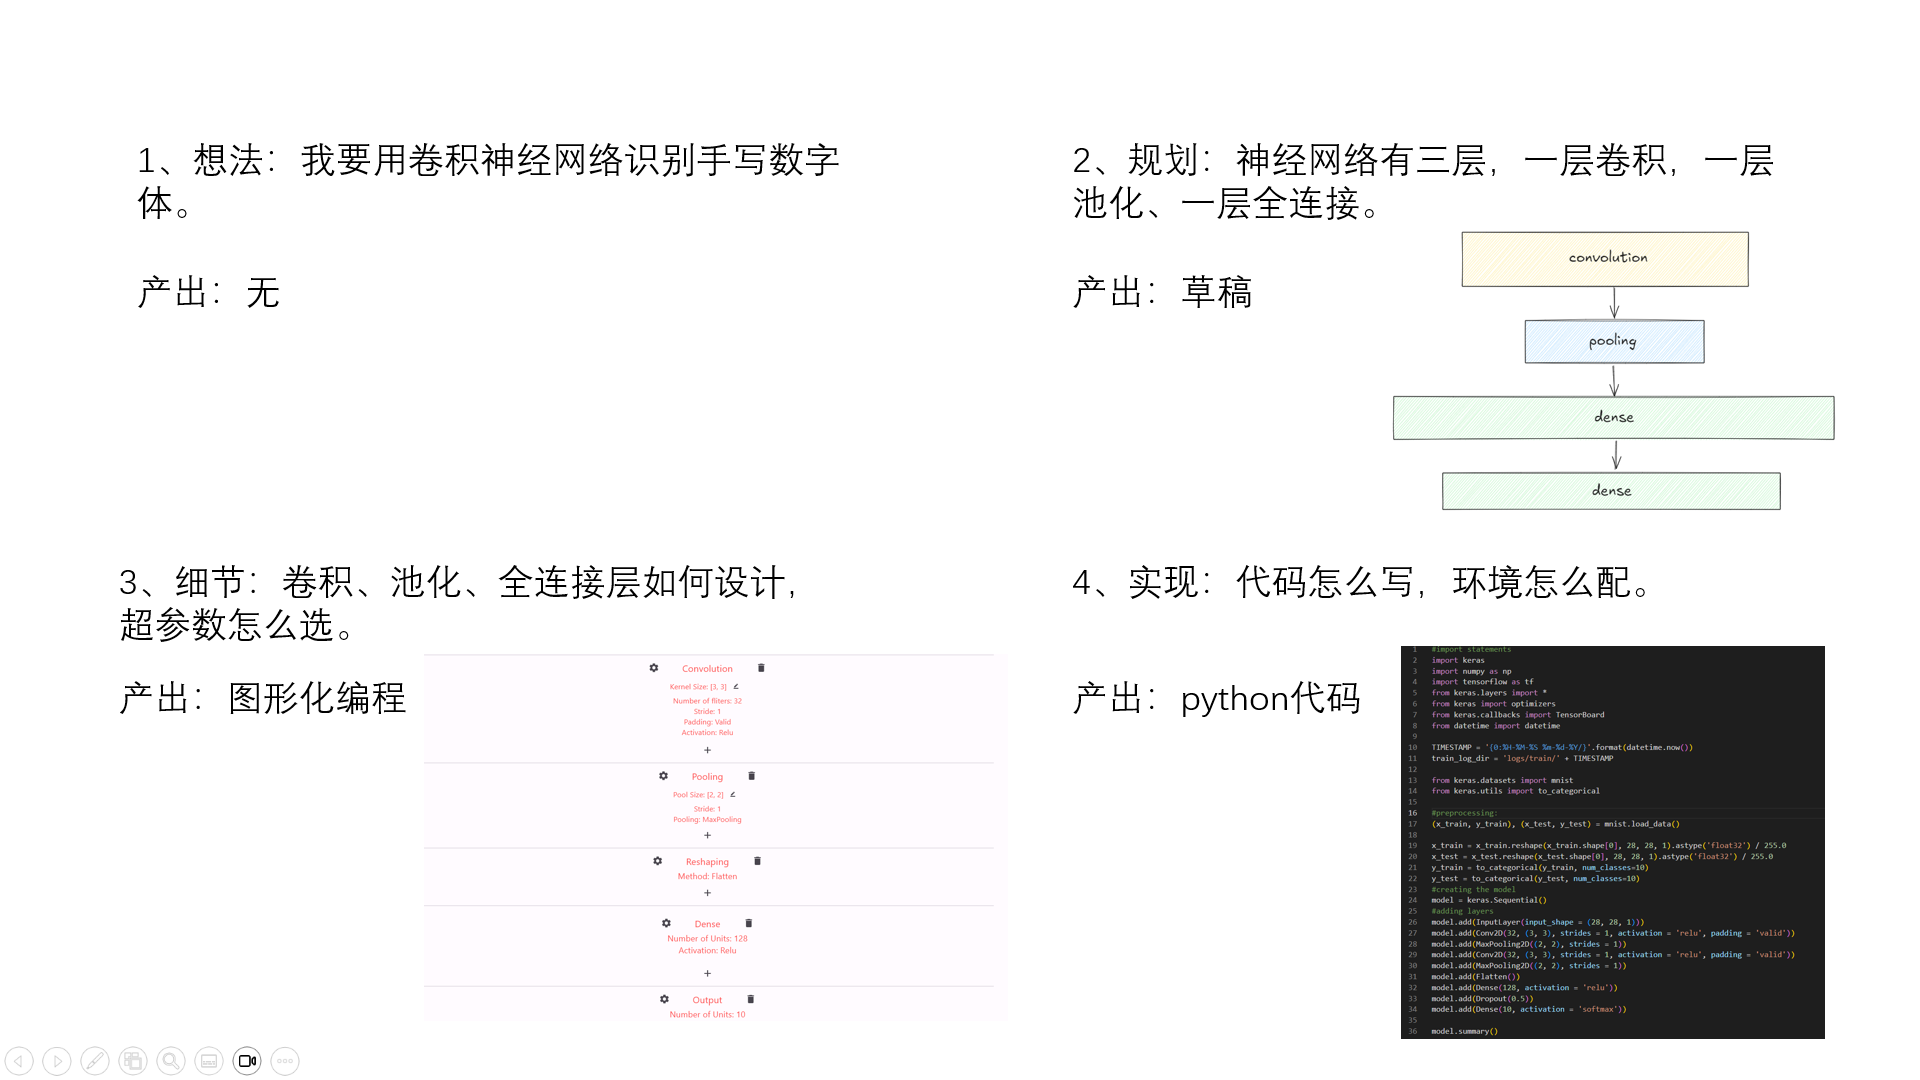 1、想法：我要用卷积神经网络识别手写数字
体。
产出：无
2、规划：神经网络有三层，一层卷积，一层
池化、一层全连接。
产出：草稿
convolution
pooling
dense
dense
3、细节：卷积、池化、全连接层如何设计，
超参数怎么选。
产出：图形化编程
Convolution
Kernel Size: [3, 3]
Number of filters: 32
Stride: 1
Padding: Valid
Activation: Relu
+
Pooling
Pool Size: [2, 2]
Stride: 1
Pooling: MaxPooling
+
Reshaping
Method: Flatten
+
Dense
Number of Units: 128
Activation: Relu
+
Output
Number of Units: 10
4、实现：代码怎么写，环境怎么配。
产出：python代码
1 #import statements
2 import keras
3 import numpy as np
4 import tensorflow as tf
5 from keras.layers import *
6 from keras import optimizers
7 from keras.callbacks import TensorBoard
8 from datetime import datetime
9
10 TIMESTAMP = '{0:%H-%M-%S %m-%d-%Y/}'.format(datetime.now())
11 train_log_dir = 'logs/train/' + TIMESTAMP
12
13 from keras.datasets import mnist
14 from keras.utils import to_categorical
15
16 #preprocessing:
17 (x_train, y_train), (x_test, y_test) = mnist.load_data()
18
19 x_train = x_train.reshape(x_train.shape[0], 28, 28, 1).astype('float32') / 255.0
20 x_test = x_test.reshape(x_test.shape[0], 28, 28, 1).astype('float32') / 255.0
21 y_train = to_categorical(y_train, num_classes=10)
22 y_test = to_categorical(y_test, num_classes=10)
23 #creating the model
24 model = keras.Sequential()
25 #adding layers
26 model.add(InputLayer(input_shape = (28, 28, 1)))
27 model.add(Conv2D(32, (3, 3), strides = 1, activation = 'relu', padding = 'valid'))
28 model.add(MaxPooling2D((2, 2), strides = 1))
29 model.add(Conv2D(32, (3, 3), strides = 1, activation = 'relu', padding = 'valid'))
30 model.add(MaxPooling2D((2, 2), strides = 1))
31 model.add(Flatten())
32 model.add(Dense(128, activation = 'relu'))
33 model.add(Dropout(0.5))
34 model.add(Dense(10, activation = 'softmax'))
35
36 model.summary()